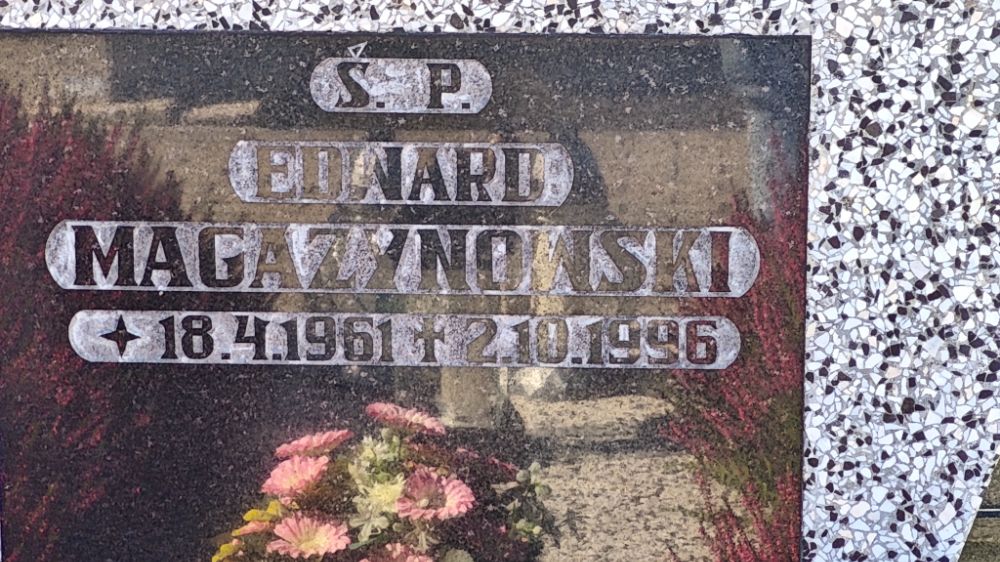 Ś. P.
EDWARD
MAGAZYNOWSKI
18.4.1961 † 2.10.1996